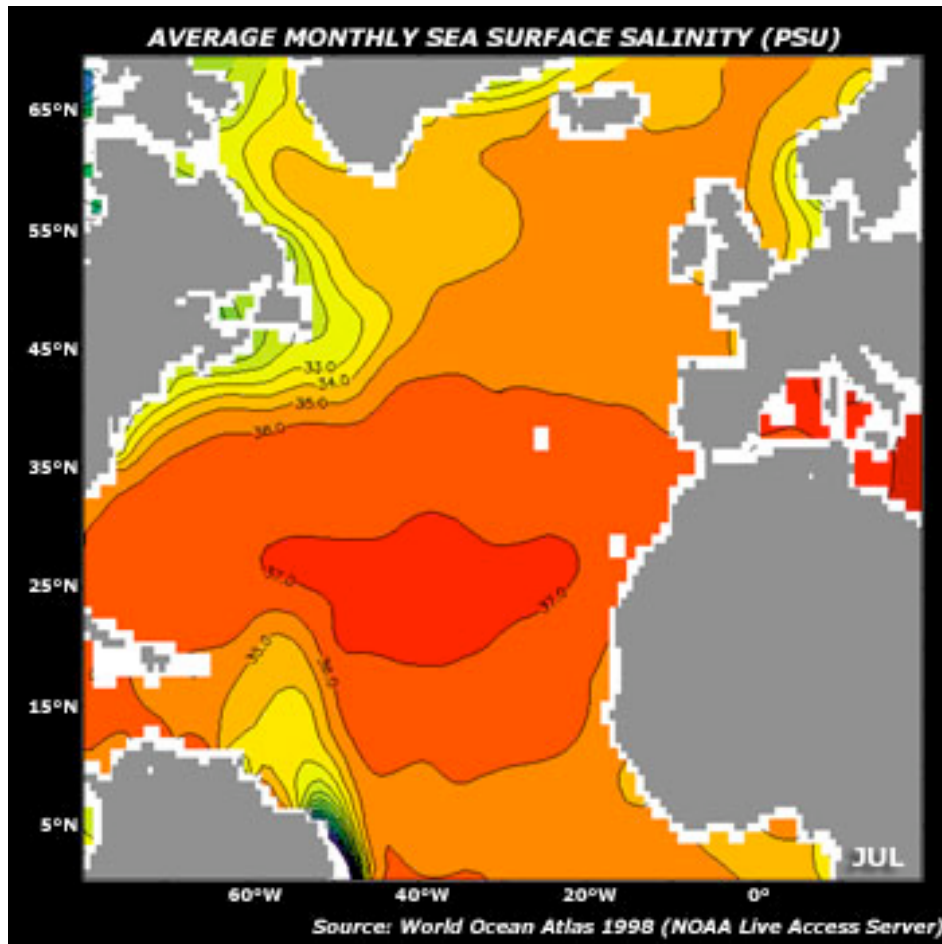 AVERAGE MONTHLY SEA SURFACE SALINITY (PSU)
65°N
55°N
45°N
33.0
34.0
35.0
36.0
35°N
37.0
25°N
37.0
35.0
36.0
15°N
5°N
JUL
60°W 40°W 20°W 0°
Source: World Ocean Atlas 1998 (NOAA Live Access Server)